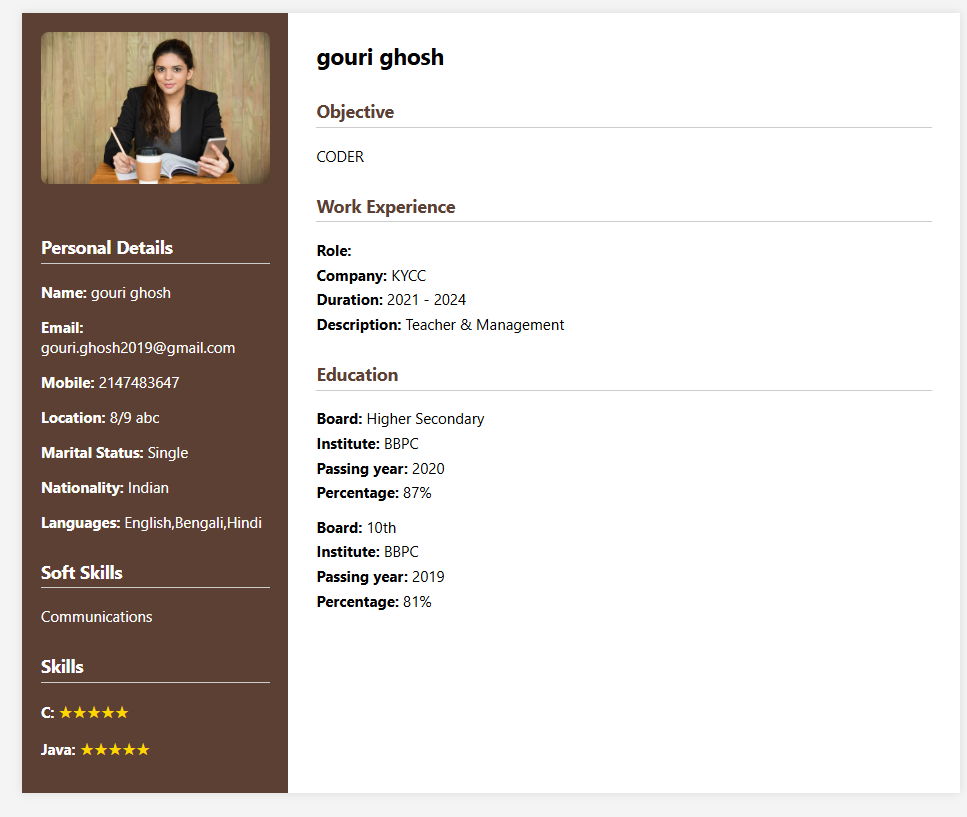 Personal Details
Name: gouri ghosh
Email:
gouri.ghosh2019@gmail.com
Mobile: 2147483647
Location: 8/9 abc
Marital Status: Single
Nationality: Indian
Languages: English,Bengali,Hindi
Soft Skills
Communications
Skills
C: ★★★★★
Java: ★★★★★
gouri ghosh
Objective
CODER
Work Experience
Role:
Company: KYCC
Duration: 2021 - 2024
Description: Teacher & Management
Education
Board: Higher Secondary
Institute: BBPC
Passing year: 2020
Percentage: 87%
Board: 10th
Institute: BBPC
Passing year: 2019
Percentage: 81%